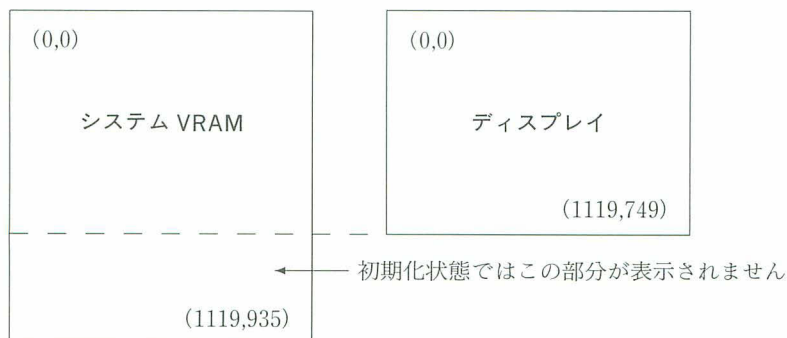 (0,0)
システム VRAM
(1119,935)
(0,0)
ディスプレイ
(1119,749)
初期化状態ではこの部分が表示されません